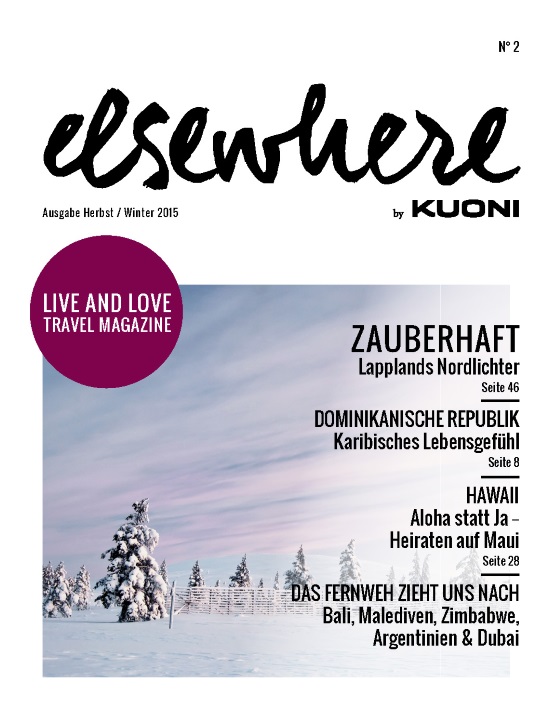 N° 2
elsewhere
Ausgabe Herbst / Winter 2015
by KUONI
LIVE AND LOVE
TRAVEL MAGAZINE
ZAUBERHAFT
Lapplands Nordlichter
Seite 46
DOMINIKANISCHE REPUBLIK
Karibisches Lebensgefühl
Seite 8
HAWAII
Aloha statt Ja –
Heiraten auf Maui
Seite 28
DAS FERNWEH ZIEHT UNS NACH
Bali, Malediven, Zimbabwe,
Argentinien & Dubai